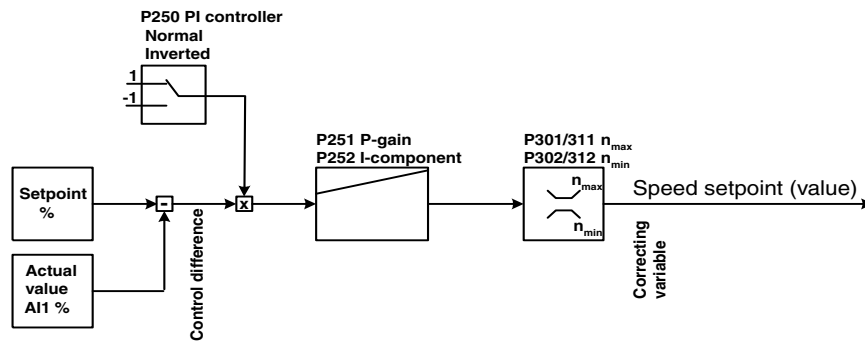 P250 PI controller
Normal
Inverted
1
-1
P251 P-gain
P252 I-component
P301/311 nmax
P302/312 nmin
Setpoint
%
-
x
nmax
nmin
Speed setpoint (value)
Actual
value
AI1 %
Control difference
Correcting
variable